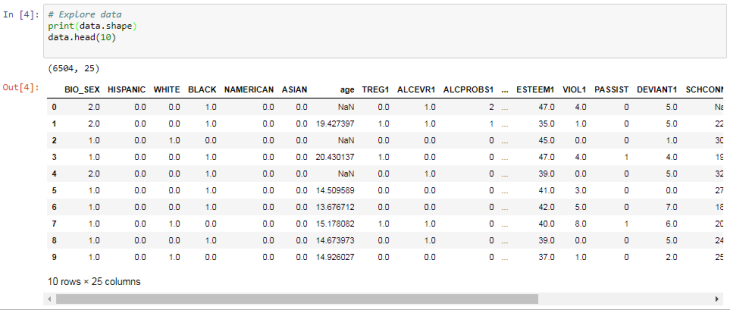 In [4]: # Explore data
print(data.shape)
data.head(10)
(6504, 25)
Out[4]: BIO_SEX HISPANIC WHITE BLACK NAMERICAN ASIAN age TREG1 ALCEVR1 ALCPROBS1 ... ESTEEM1 VIOL1 PASSIST DEVIANT1 SCHCONN
0 2.0 0.0 0.0 1.0 0.0 0.0 NaN 0.0 1.0 2 ... 47.0 4.0 0 5.0 Na
1 2.0 0.0 0.0 1.0 0.0 0.0 19.427397 1.0 1.0 1 ... 35.0 1.0 0 5.0 22
2 1.0 0.0 1.0 0.0 0.0 0.0 NaN 0.0 0.0 0 ... 45.0 0.0 0 1.0 30
3 1.0 0.0 0.0 1.0 0.0 0.0 20.430137 1.0 0.0 0 ... 47.0 4.0 1 4.0 19
4 2.0 0.0 0.0 1.0 0.0 0.0 NaN 0.0 1.0 0 ... 39.0 0.0 0 5.0 32
5 1.0 0.0 0.0 1.0 0.0 0.0 14.509589 0.0 0.0 0 ... 41.0 3.0 0 0.0 27
6 1.0 0.0 0.0 1.0 0.0 0.0 13.676712 0.0 0.0 0 ... 42.0 5.0 0 7.0 18
7 1.0 0.0 1.0 0.0 0.0 0.0 15.178082 1.0 1.0 0 ... 40.0 8.0 1 6.0 20
8 1.0 0.0 0.0 1.0 0.0 0.0 14.673973 0.0 1.0 0 ... 39.0 0.0 0 5.0 24
9 1.0 0.0 1.0 0.0 0.0 0.0 14.926027 0.0 0.0 0 ... 37.0 1.0 0 2.0 25
10 rows × 25 columns